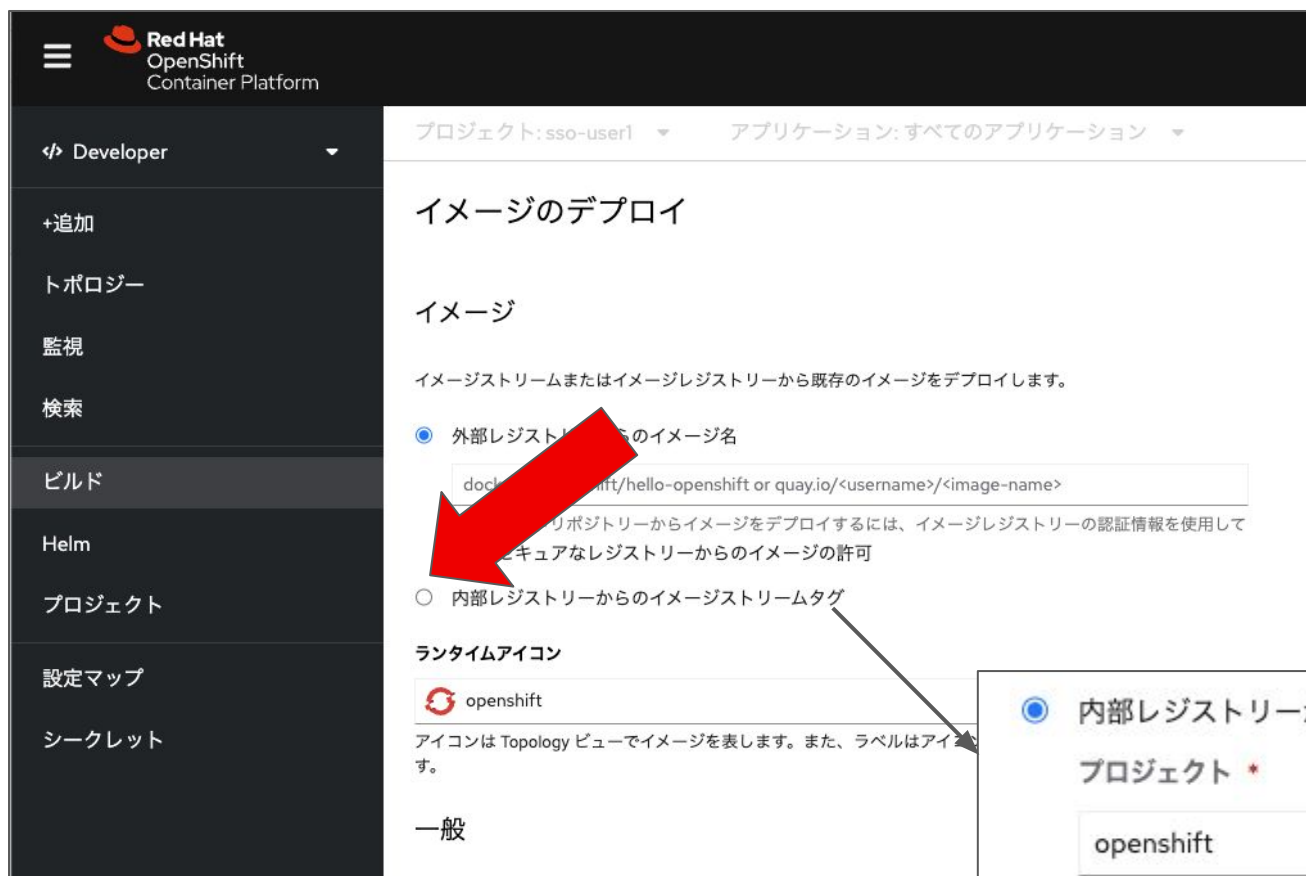 Red Hat
OpenShift
Container Platform
</> Developer
プロジェクト: sso-user1
アプリケーション: すべてのアプリケーション
+追加
トポロジー
監視
検索
ビルド
Helm
プロジェクト
設定マップ
シークレット
イメージのデプロイ
イメージ
イメージストリームまたはイメージレジストリーから既存のイメージをデプロイします。
外部レジスト らのイメージ名
ift/hello-openshift or quay.io/<username>/<image-name>
リポジトリーからイメージをデプロイするには、イメージレジストリーの認証情報を使用して
キュアなレジストリーからのイメージの許可
内部レジストリーからのイメージストリームタグ
ランタイムアイコン
openshift
アイコンは Topology ビューでイメージを表します。また、ラベルはアイコン
す。
一般
内部レジストリー
プロジェクト *
openshift